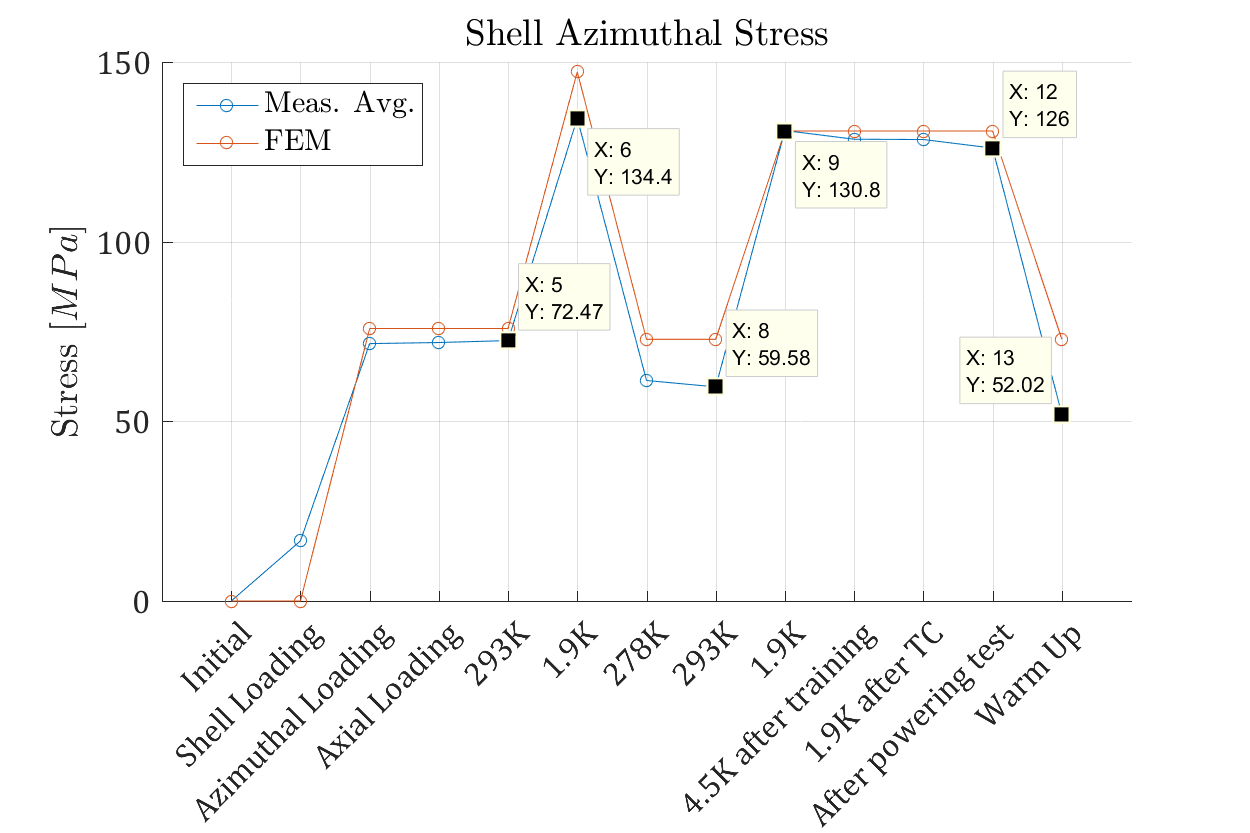 Shell Azimuthal Stress
150
100
50
0
Stress [MPa]
Meas. Avg.
FEM
X: 5
Y: 72.47
X: 6
Y: 134.4
X: 8
Y: 59.58
X: 9
Y: 130.8
X: 12
Y: 126
X: 13
Y: 52.02
Initial
Shell Loading
Azimuthal Loading
Axial Loading
293K
1.9K
278K
293K
1.9K
4.5K after training
1.9K after TC
After powering test
Warm Up